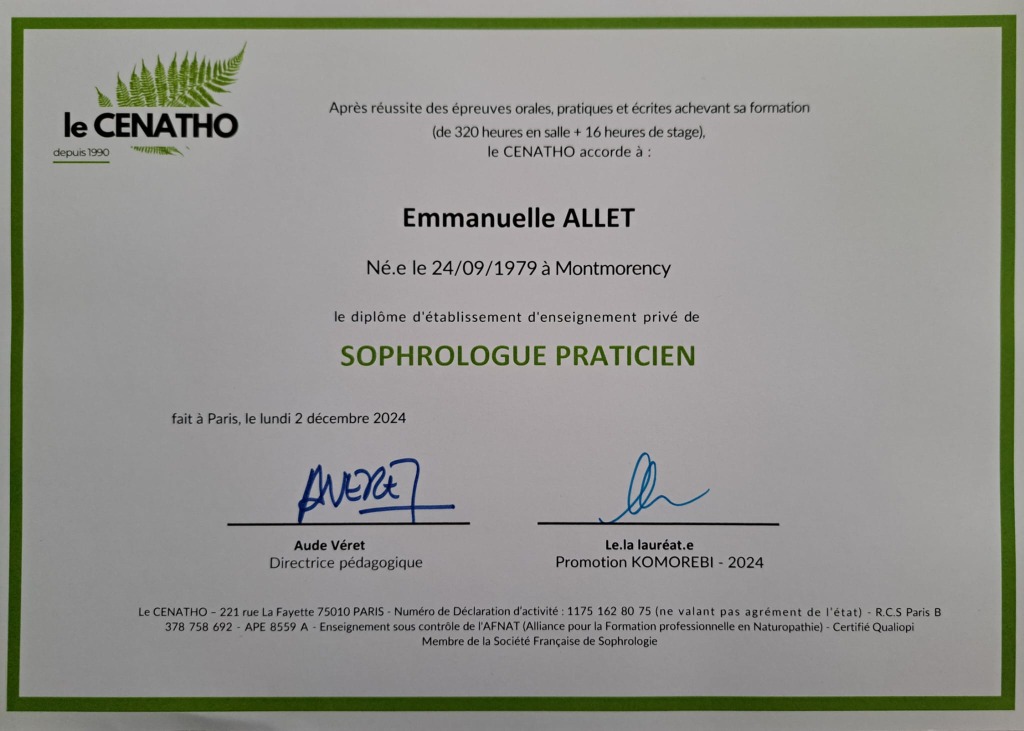 le CENATHO
depuis 1990
Après réussite des épreuves orales, pratiques et écrites achevant sa formation
(de 320 heures en salle + 16 heures de stage),
le CENATHO accorde à :
Emmanuelle ALLET
Né.e le 24/09/1979 à Montmorency
le diplôme d'établissement d'enseignement privé de
SOPHROLOGUE PRATICIEN
fait à Paris, le lundi 2 décembre 2024
AVERET
Aude Véret
Directrice pédagogique
Le.la lauréat.e
Promotion KOMOREBI - 2024
Le CENATHO – 221 rue La Fayette 75010 PARIS - Numéro de Déclaration d'activité : 1175 162 80 75 (ne valant pas agrément de l'état) - R.C.S Paris B
378 758 692 - APE 8559 A - Enseignement sous contrôle de l'AFNAT (Alliance pour la Formation professionnelle en Naturopathie) - Certifié Qualiopi
Membre de la Société Française de Sophrologie